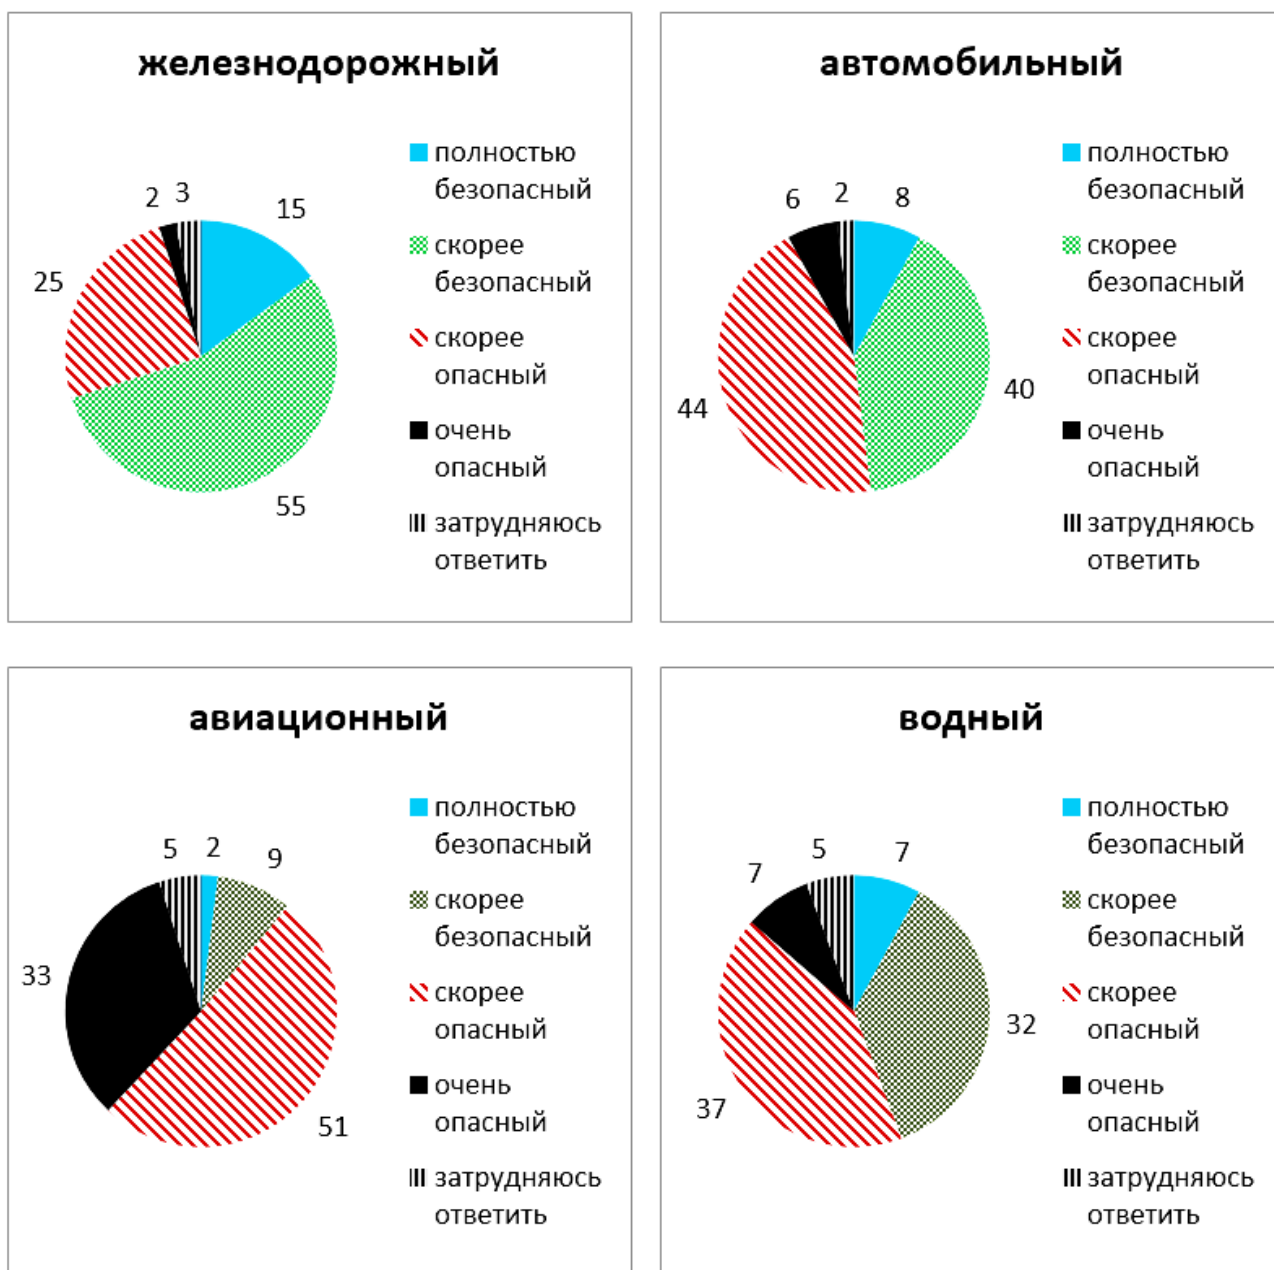 железнодорожный
2
3
15
25
55
полностью
безопасный
скорее
безопасный
скорее
опасный
очень
опасный
затрудняюсь
ответить
автомобильный
6
2
8
40
44
полностью
безопасный
скорее
безопасный
скорее
опасный
очень
опасный
затрудняюсь
ответить
авиационный
5
2
9
33
51
полностью
безопасный
скорее
безопасный
скорее
опасный
очень
опасный
затрудняюсь
ответить
водный
7
5
7
32
37
полностью
безопасный
скорее
безопасный
скорее
опасный
очень
опасный
затрудняюсь
ответить